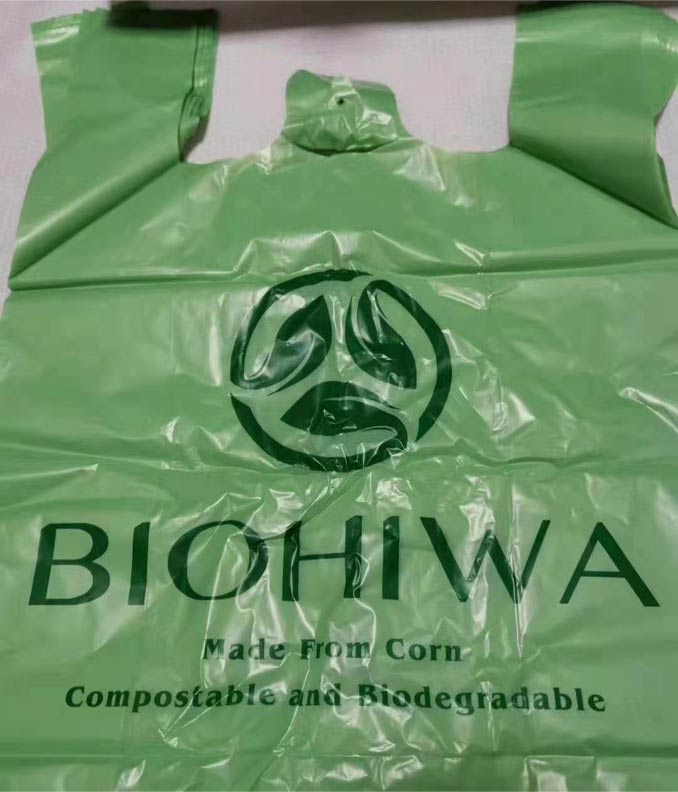 BIOHIWA
Made From Corn
Compostable and Biodegradable